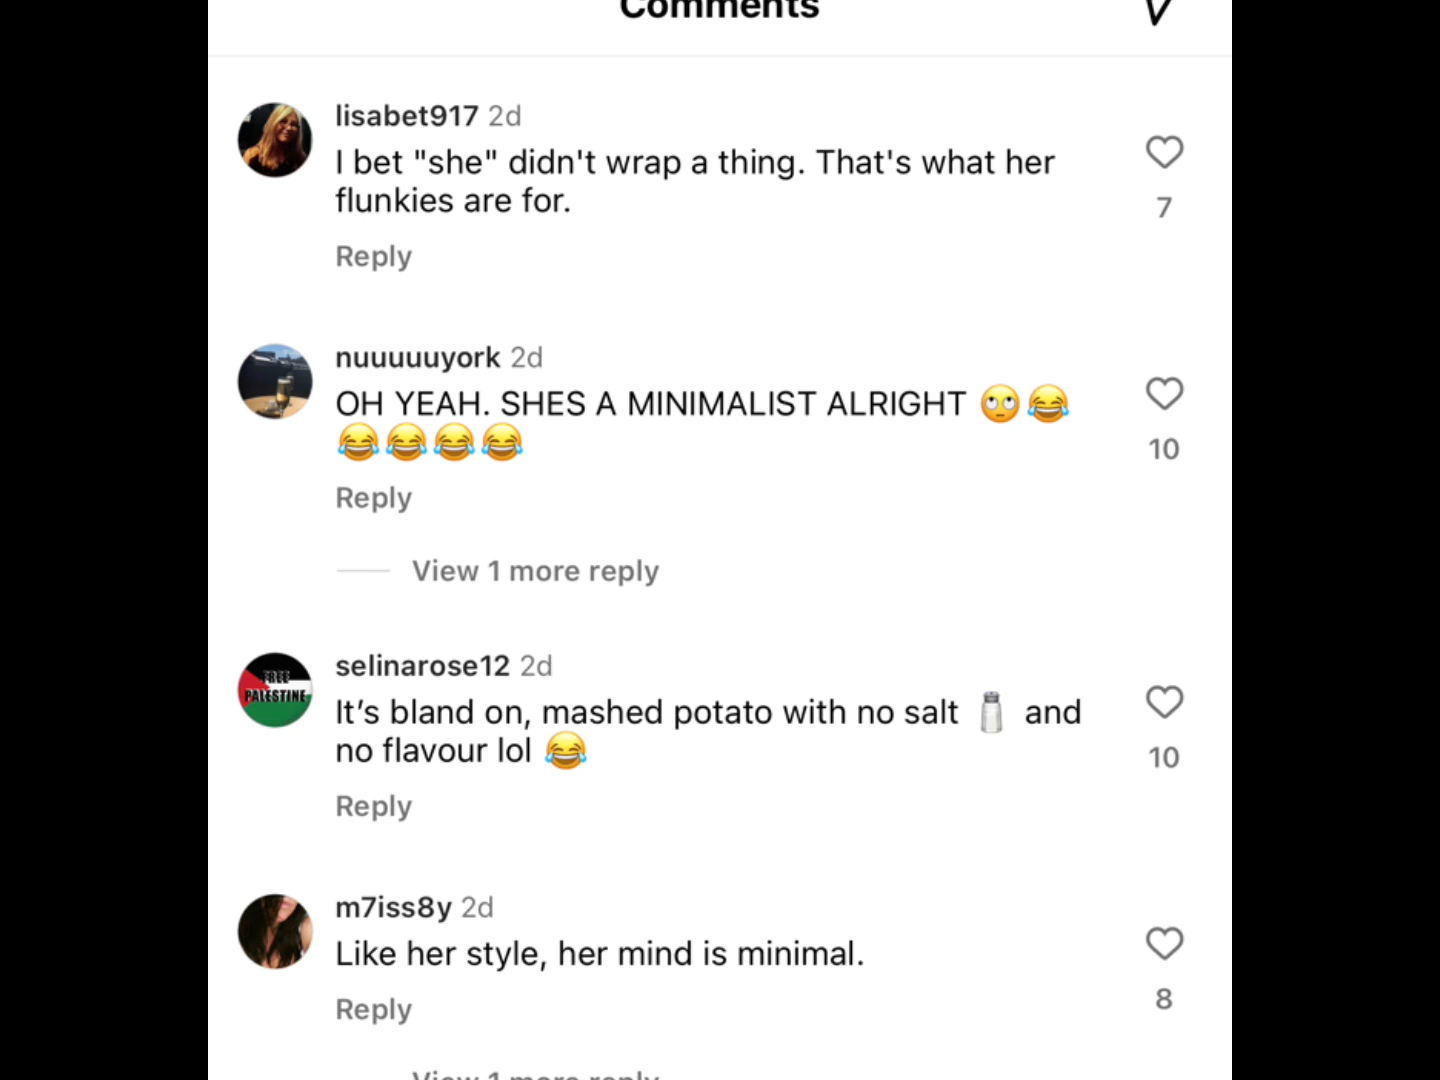 Comments
lisabet917 2d
I bet "she" didn't wrap a thing. That's what her
flunkies are for.
7
Reply
nuuuuuyork 2d
OH YEAH. SHES A MINIMALIST ALRIGHT 🙄😂
😂😂😂😂
10
Reply
View 1 more reply
FREE
PALESTINE
selinarose12 2d
It’s bland on, mashed potato with no salt 🧂 and
no flavour lol 😂
10
Reply
m7iss8y 2d
Like her style, her mind is minimal.
8
Reply
View 1 more reply